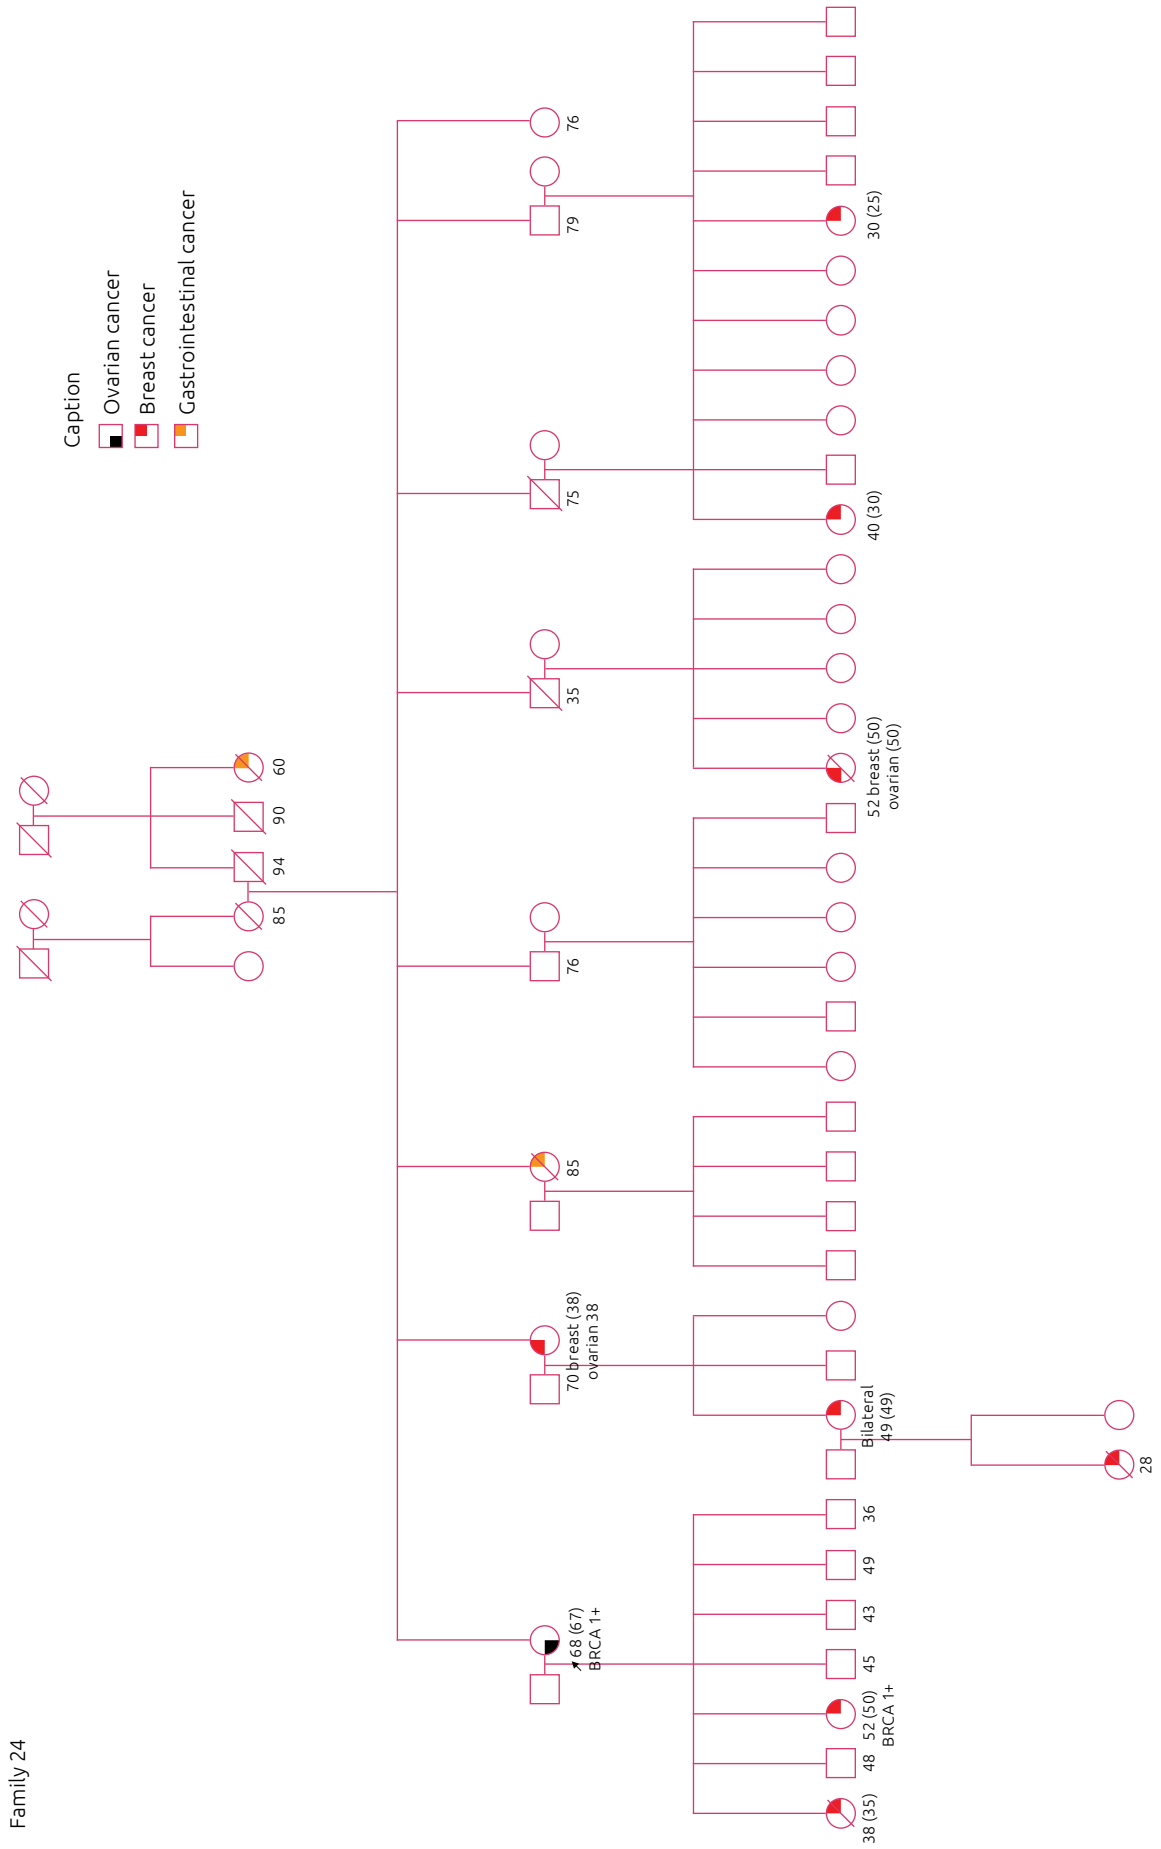 Family 24
Caption
Ovarian cancer
Breast cancer
Gastrointestinal cancer
85
94
90
60
68 (67)
BRCA 1+
70 breast (38)
ovarian 38
85
76
35
75
79
76
38 (35)
48
52 (50)
BRCA 1+
45
43
49
36
Bilateral
49 (49)
52 breast (50)
ovarian (50)
40 (30)
30 (25)
28